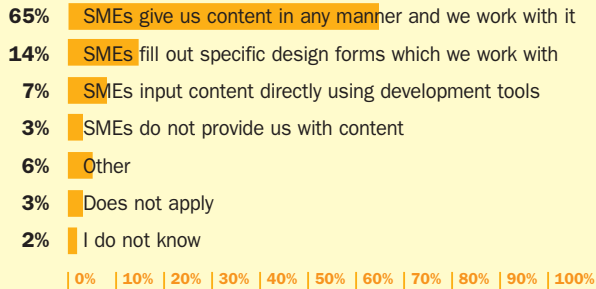 65% SMEs give us content in any manner and we work with it
14% SMEs fill out specific design forms which we work with
7% SMEs input content directly using development tools
3% SMEs do not provide us with content
6% Other
3% Does not apply
2% I do not know
0% 10% 20% 30% 40% 50% 60% 70% 80% 90% 100%